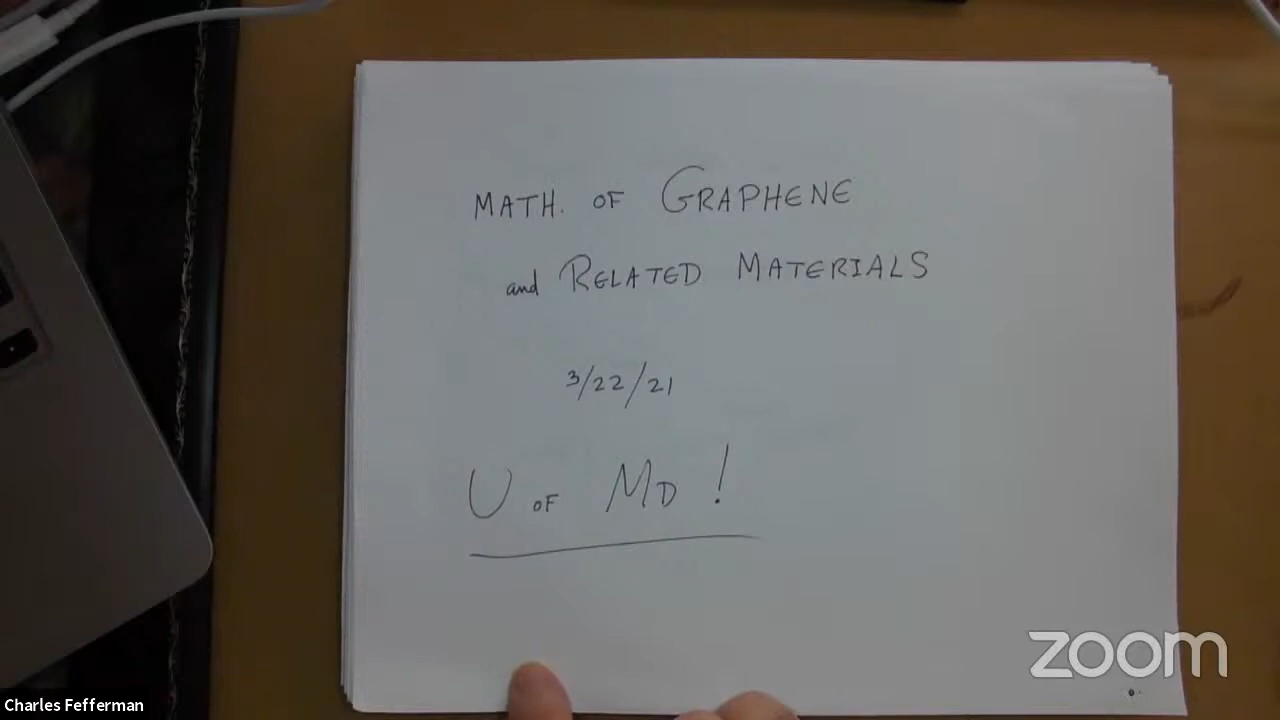 MATH. OF GRAPHENE
and RELATED MATERIALS
3/22/21
U OF MD!
zoom
Charles Fefferman